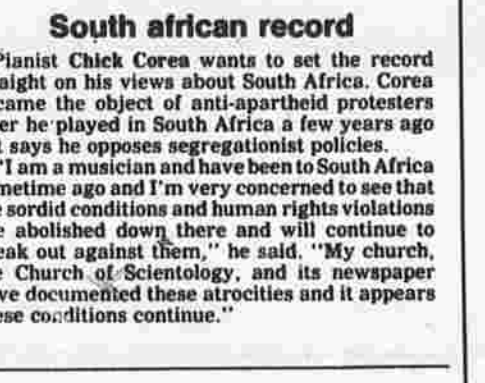 South african record
Pianist Chick Corea wants to set the record
aight on his views about South Africa. Corea
came the object of anti-apartheid protesters
er he played in South Africa a few years ago
says he opposes segregationist policies.
"I am a musician and have been to South Africa
metime ago and I'm very concerned to see that
sordid conditions and human rights violations
e abolished down there and will continue to
eak out against them," he said. "My church,
e Church of Scientology, and its newspaper
ve documented these atrocities and it appears
ese conditions continue."